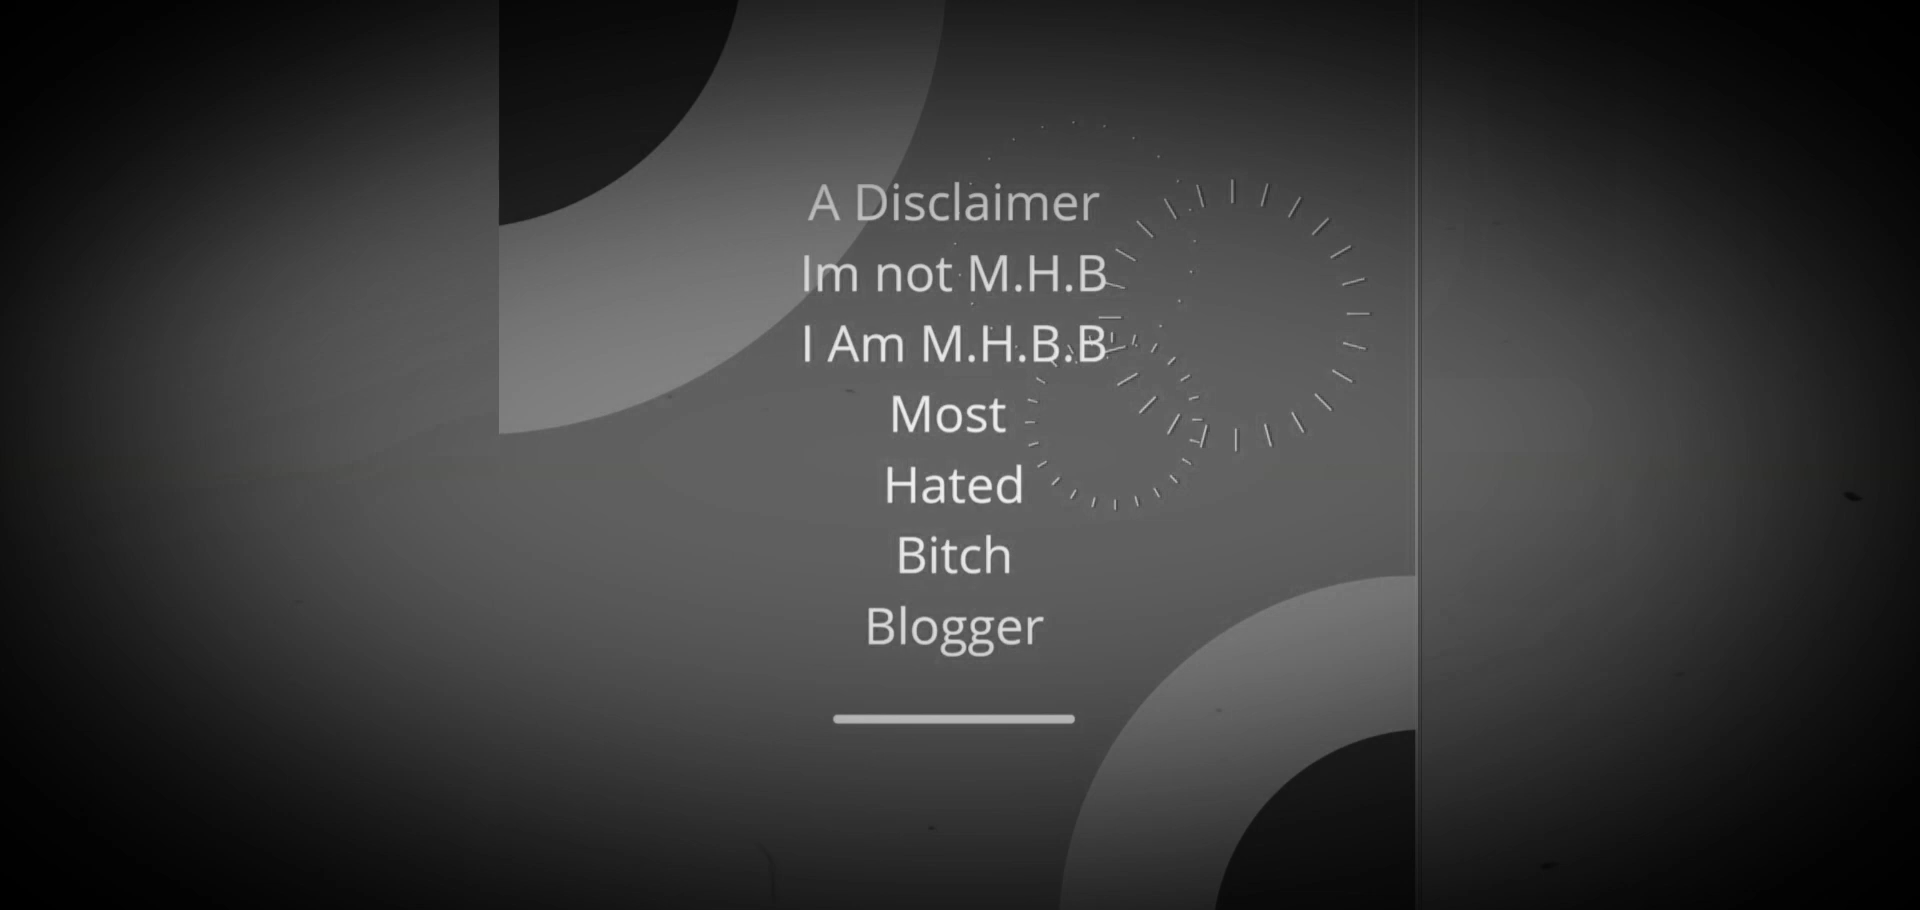 A Disclaimer
Im not M.H.B
I Am M.H.B.B
Most
Hated
Bitch
Blogger